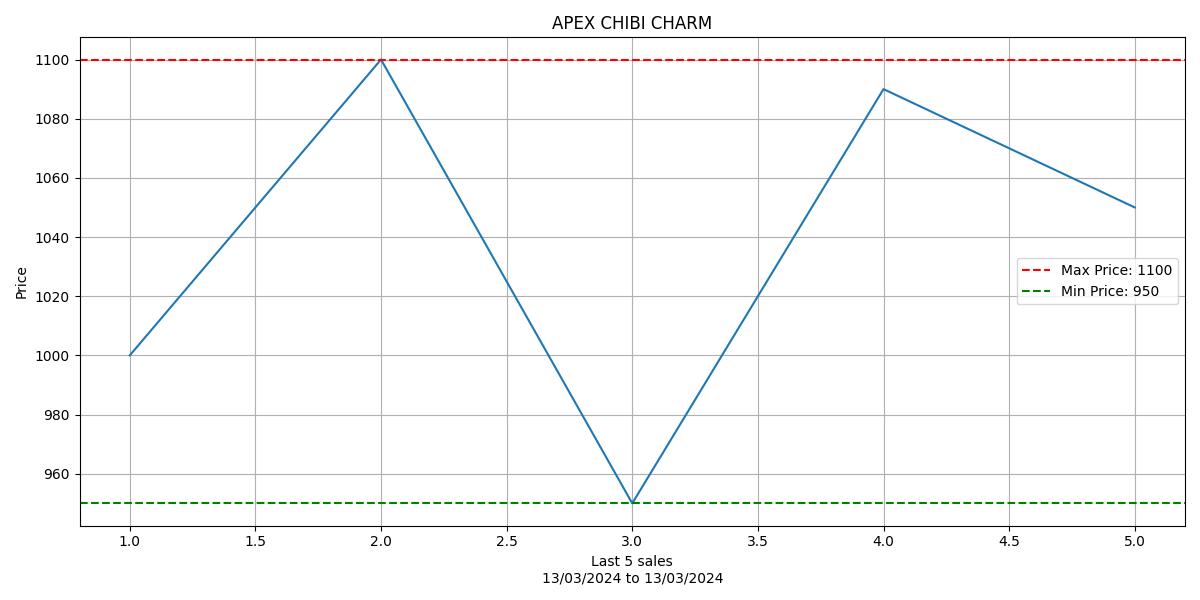 APEX CHIBI CHARM
Price
1100
1080
1060
1040
1020
1000
980
960
Max Price: 1100
Min Price: 950
1.0 1.5 2.0 2.5 3.0 3.5 4.0 4.5 5.0
Last 5 sales
13/03/2024 to 13/03/2024